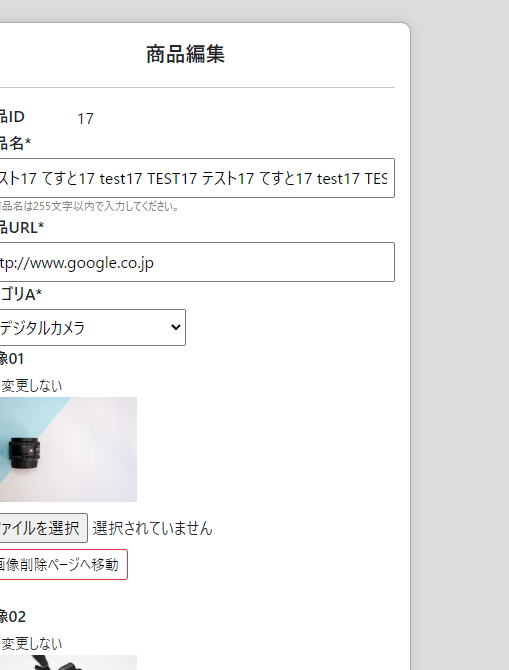 商品編集
品ID 17
品名*
スト17 てすと17 test17 TEST17 テスト17 てすと17 test17 TES
商品名は255文字以内で入力してください。
品URL*
tp://www.google.co.jp
ゴリA*
デジタルカメラ
像01
変更しない
ファイルを選択 選択されていません
画像削除ページへ移動
像02
変更しない